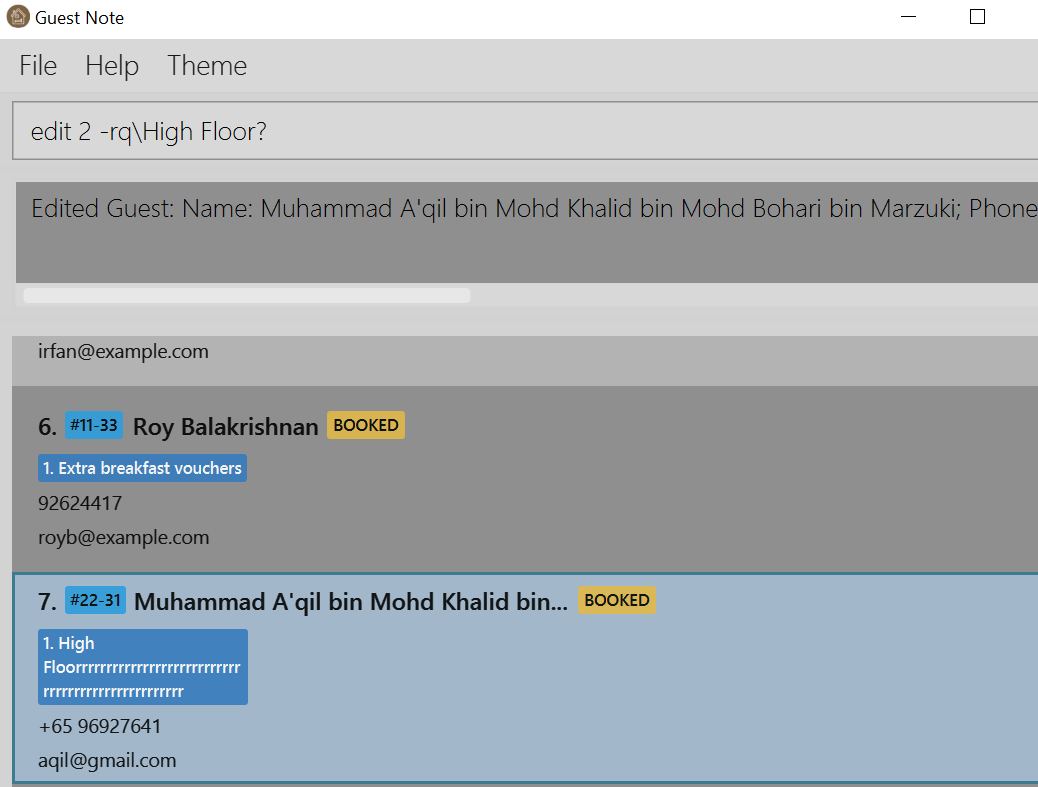 Guest Note
File Help Theme
edit 2 -rq\High Floor?
Edited Guest: Name: Muhammad A'qil bin Mohd Khalid bin Mohd Bohari bin Marzuki; Phone
irfan@example.com
6. #11-33 Roy Balakrishnan BOOKED
1. Extra breakfast vouchers
92624417
royb@example.com
7. #22-31 Muhammad A'qil bin Mohd Khalid bin... BOOKED
1. High
Floorrrrrrrrrrrrrrrrrrrrrrrrrrr
rrrrrrrrrrrrrrrrrrrrrrr
+65 96927641
aqil@gmail.com